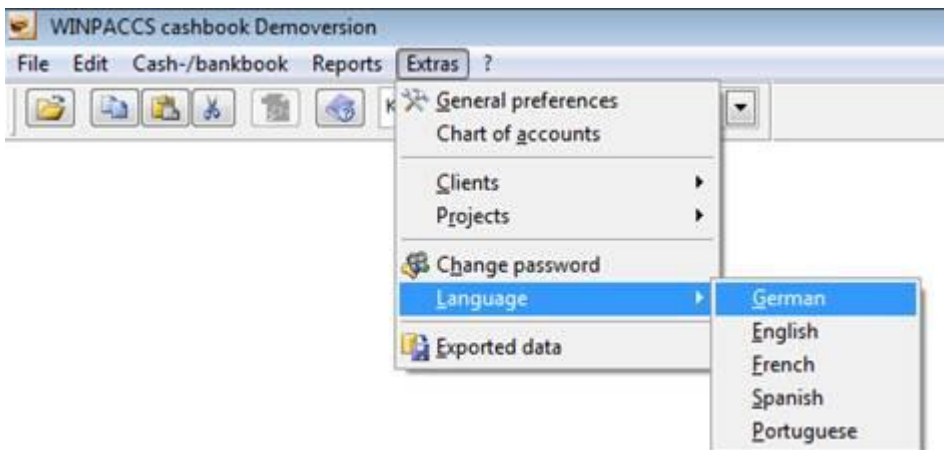 WINPACCS cashbook Demoversion
File Edit Cash-/bankbook Reports Extras ?
K
General preferences
Chart of accounts
Clients
Projects
Change password
Language
Exported data
German
English
French
Spanish
Portuguese